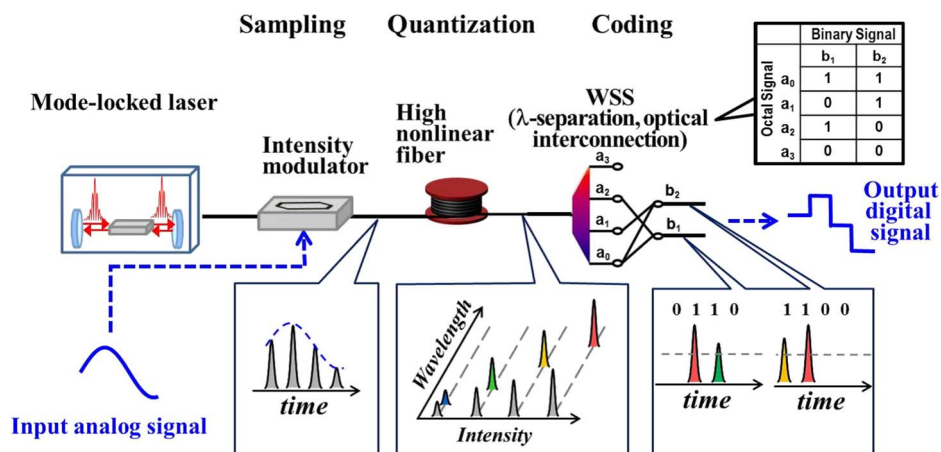 Sampling Quantization Coding
Mode-locked laser
Intensity
modulator
High
nonlinear
fiber
WSS
(λ-separation, optical
interconnection)
a3
a2
a1
a0
b2
b1
Octal Signal
Binary Signal
b1 b2
a0 1 1
a1 0 1
a2 1 0
a3 0 0
Output
digital
signal
Input analog signal
time
Wavelength
Intensity
0 1 1 0
time
1 1 0 0
time